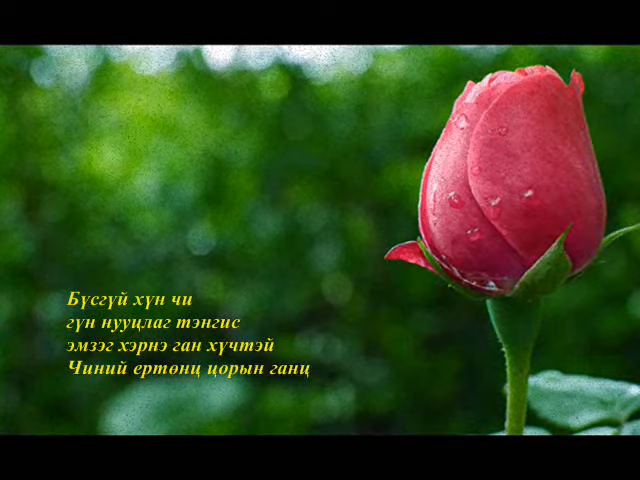 Бүсгүй хүн чи
гүн нууцлаг тэнгис
эмзэг хэрнэ ган хүчтэй
Чиний ертөнц цорын ганц